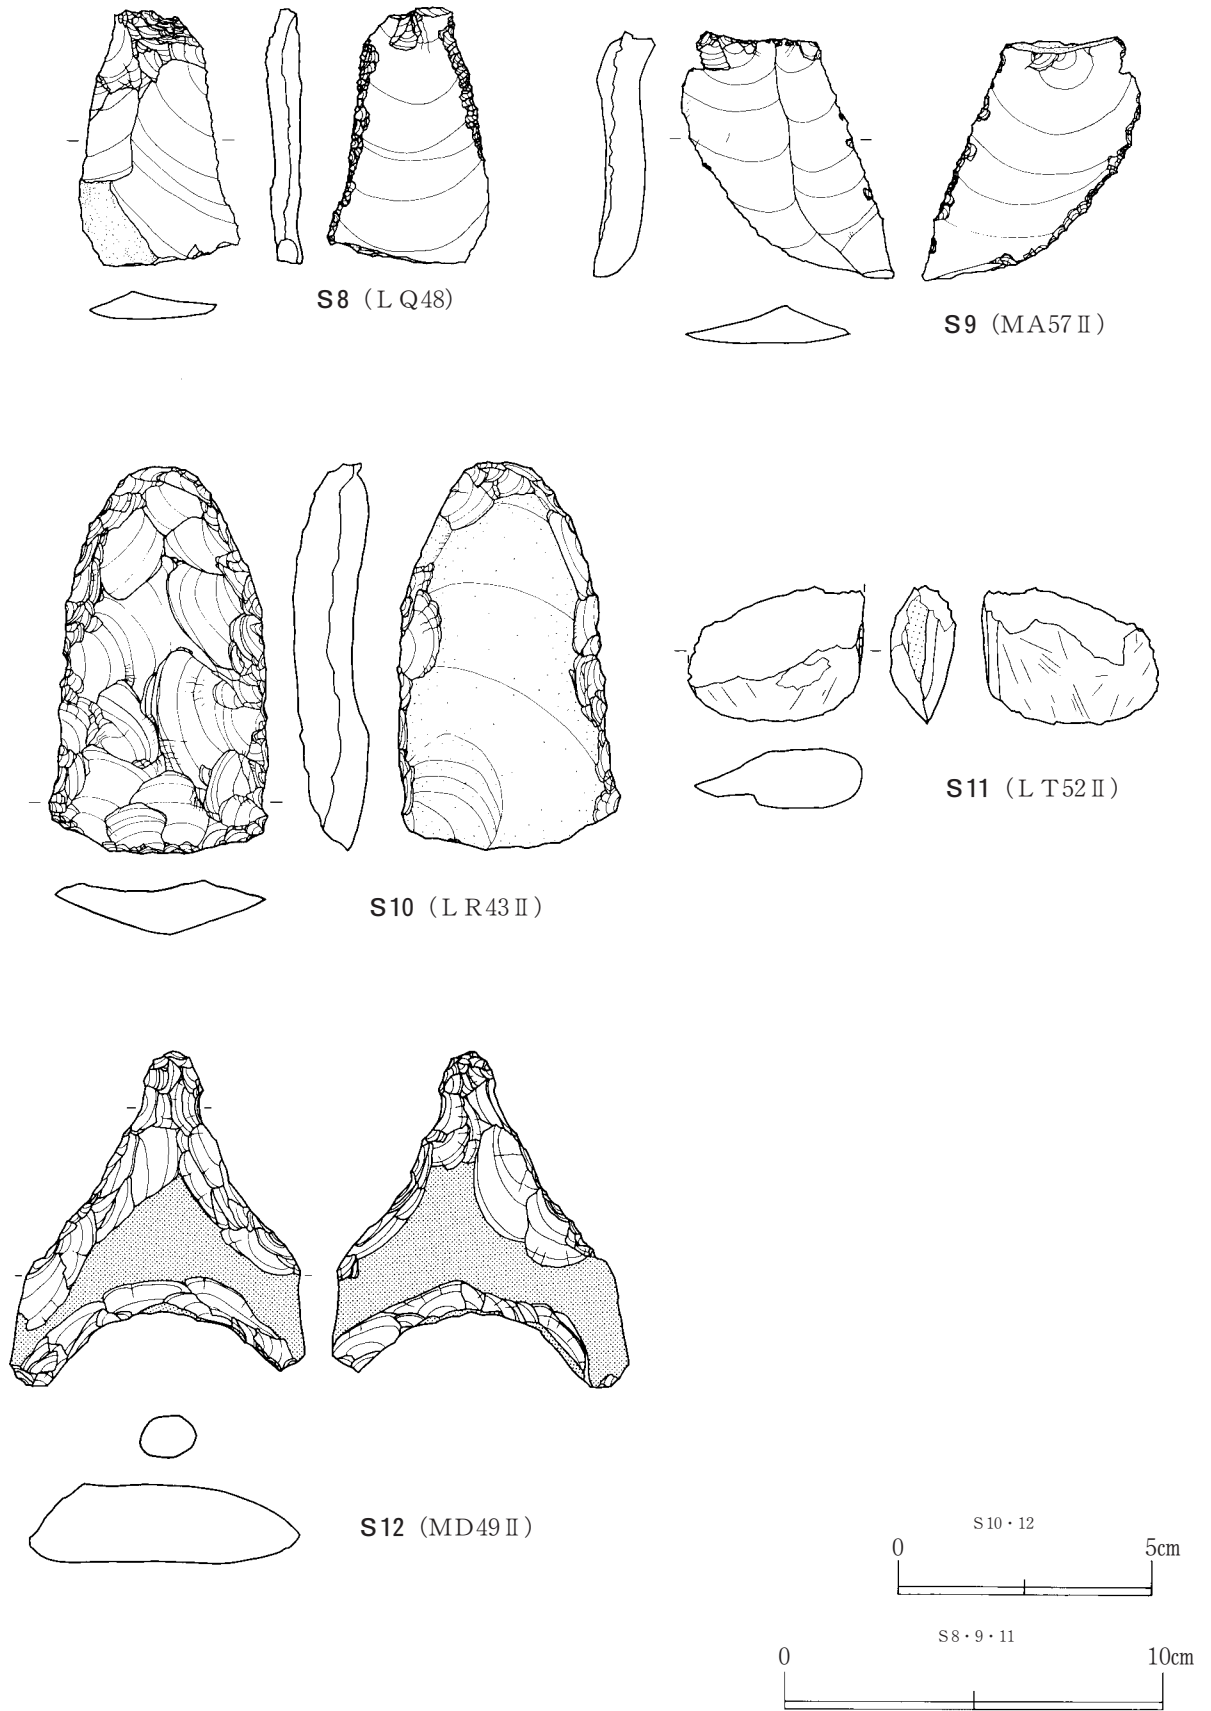 S8（LQ48）
S9（MA57Ⅱ）
S10（LR43Ⅱ）
S11（LT52Ⅱ）
S12（MD49Ⅱ）
S10・12
0 5cm
S8・9・11
0 10cm